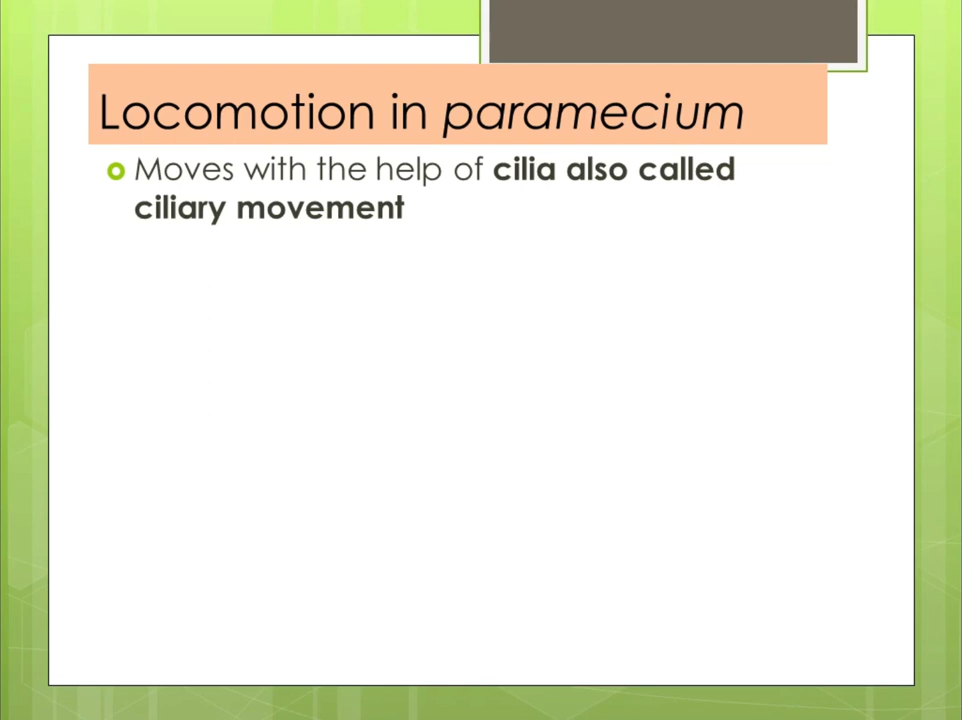 Locomotion in paramecium
Moves with the help of cilia also called
ciliary movement